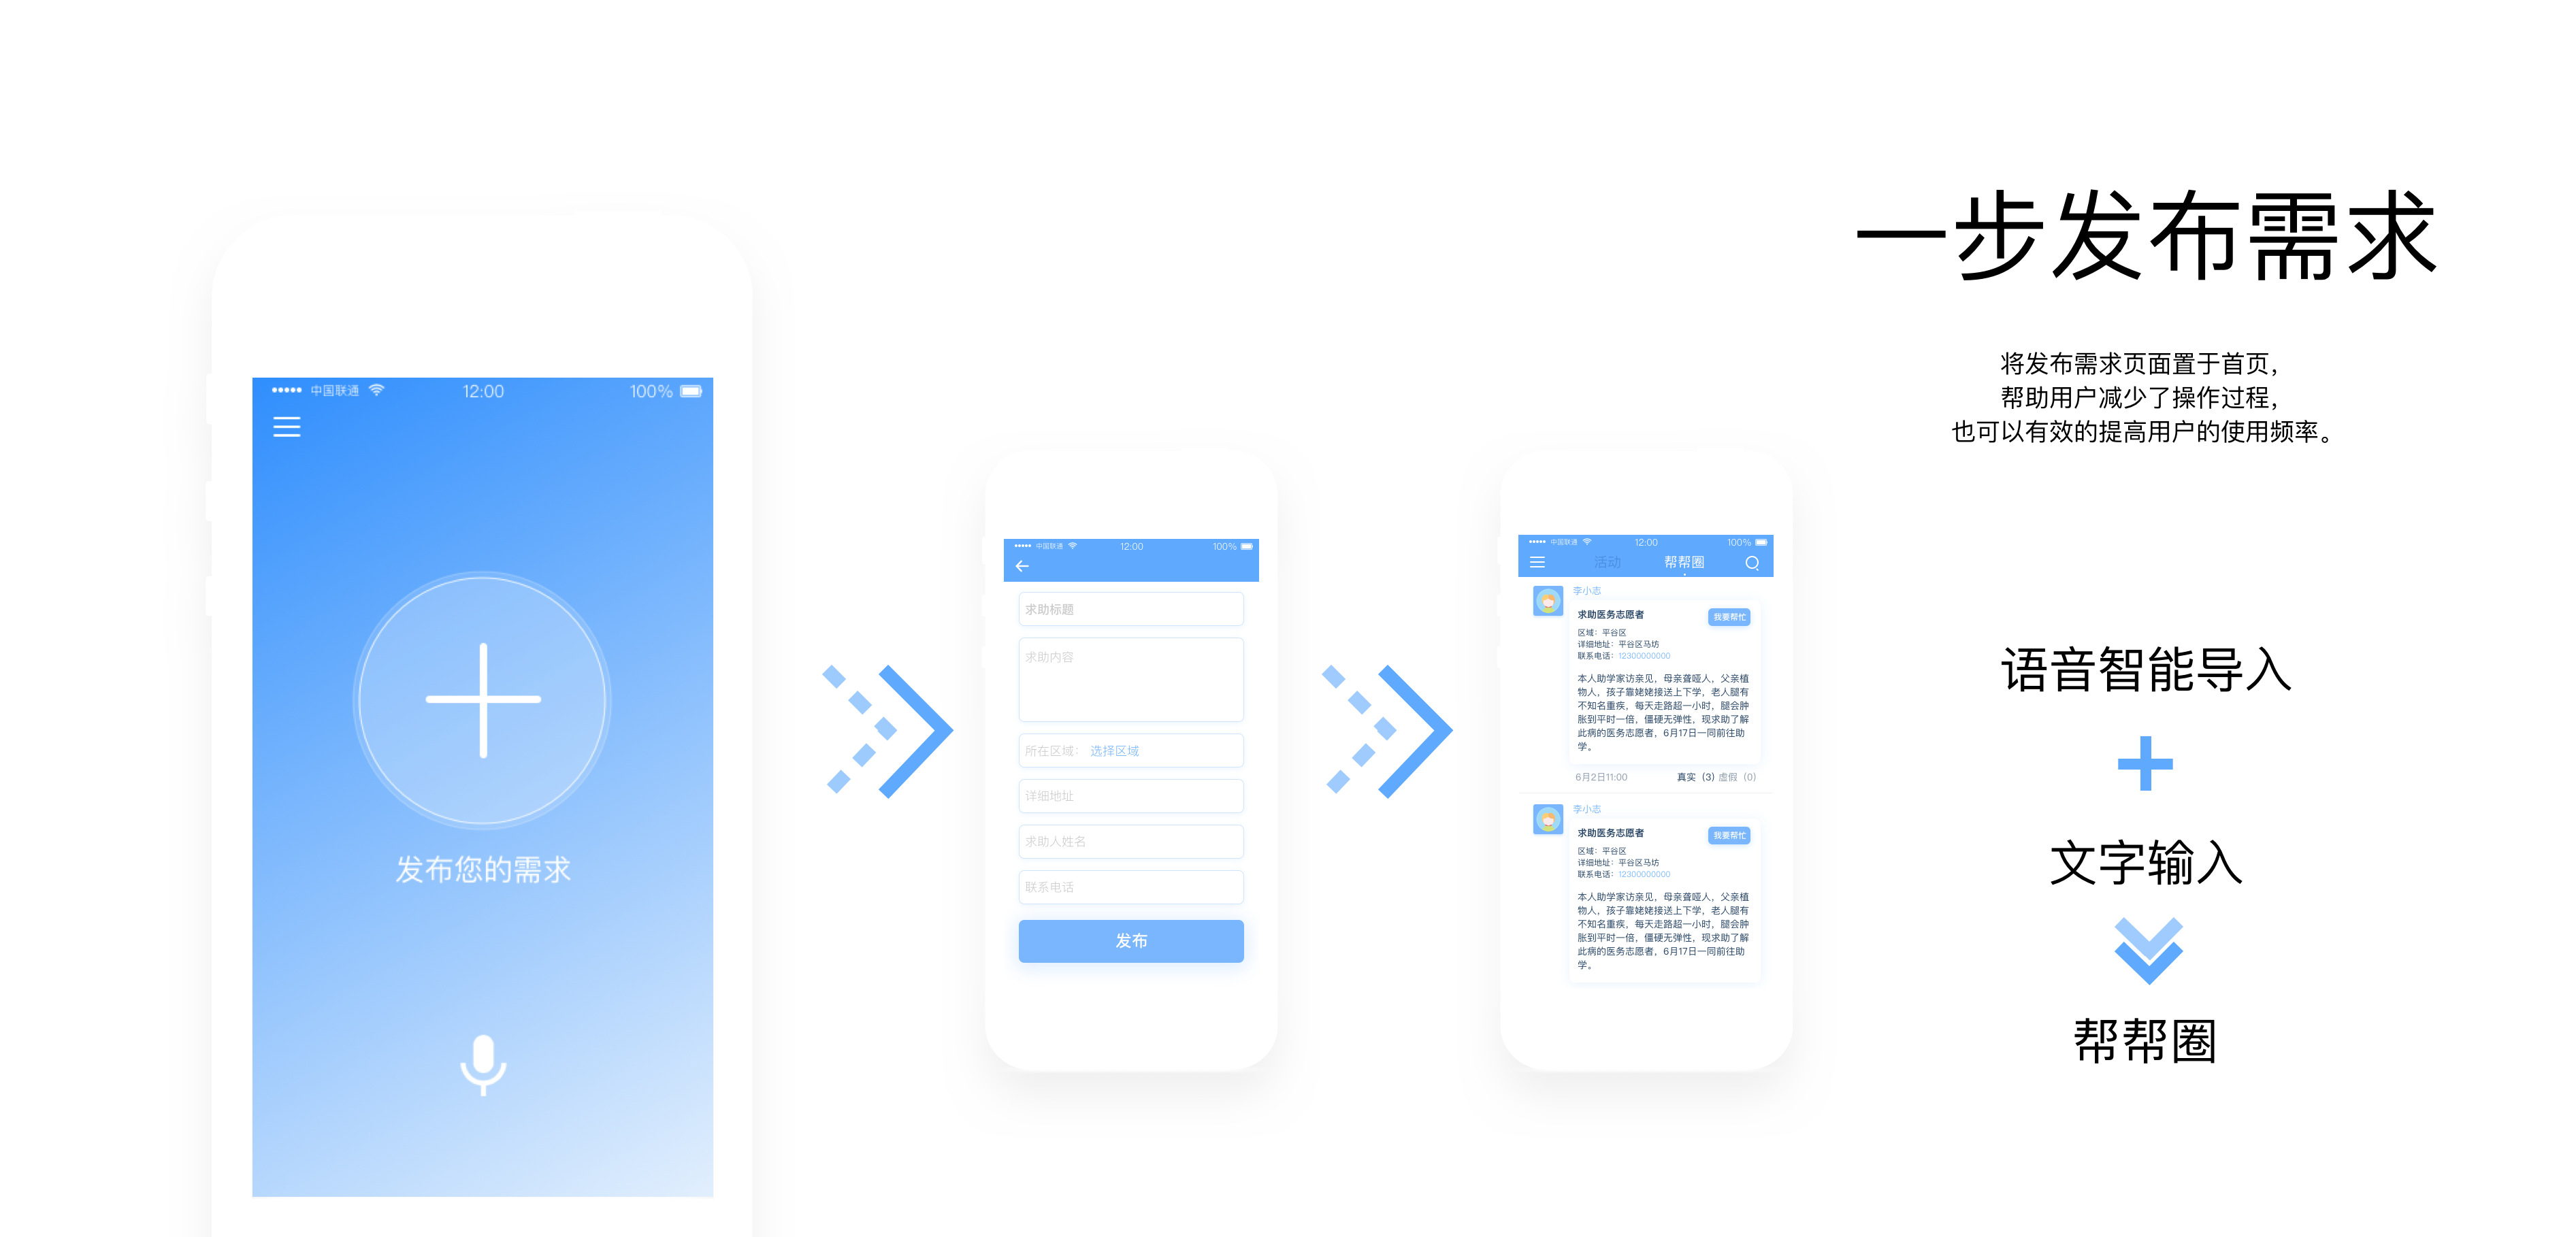 一步发布需求
将发布需求页面置于首页，
帮助用户减少了操作过程，
也可以有效的提高用户的使用频率。
中国联通 12:00 100%
发布您的需求
中国联通 12:00 100%
求助标题
求助内容
所在区域： 选择区域
详细地址
求助人姓名
联系电话
发布
中国联通 12:00 100%
活动 帮帮圈
李小志
求助医务志愿者 我要帮忙
区域：平谷区
详细地址：平谷区马坊
联系电话：12300000000
本人助学家访亲见，母亲聋哑人，父亲植
物人，孩子靠姥姥接送上下学，老人腿有
不知名重疾，每天走路超一小时，腿会肿
胀到平时一倍，僵硬无弹性，现求助了解
此病的医务志愿者，6月17日一同前往助
学。
6月2日11:00 真实（3） 虚假（0）
李小志
求助医务志愿者 我要帮忙
区域：平谷区
详细地址：平谷区马坊
联系电话：12300000000
本人助学家访亲见，母亲聋哑人，父亲植
物人，孩子靠姥姥接送上下学，老人腿有
不知名重疾，每天走路超一小时，腿会肿
胀到平时一倍，僵硬无弹性，现求助了解
此病的医务志愿者，6月17日一同前往助
学。
语音智能导入
+
文字输入
帮帮圈